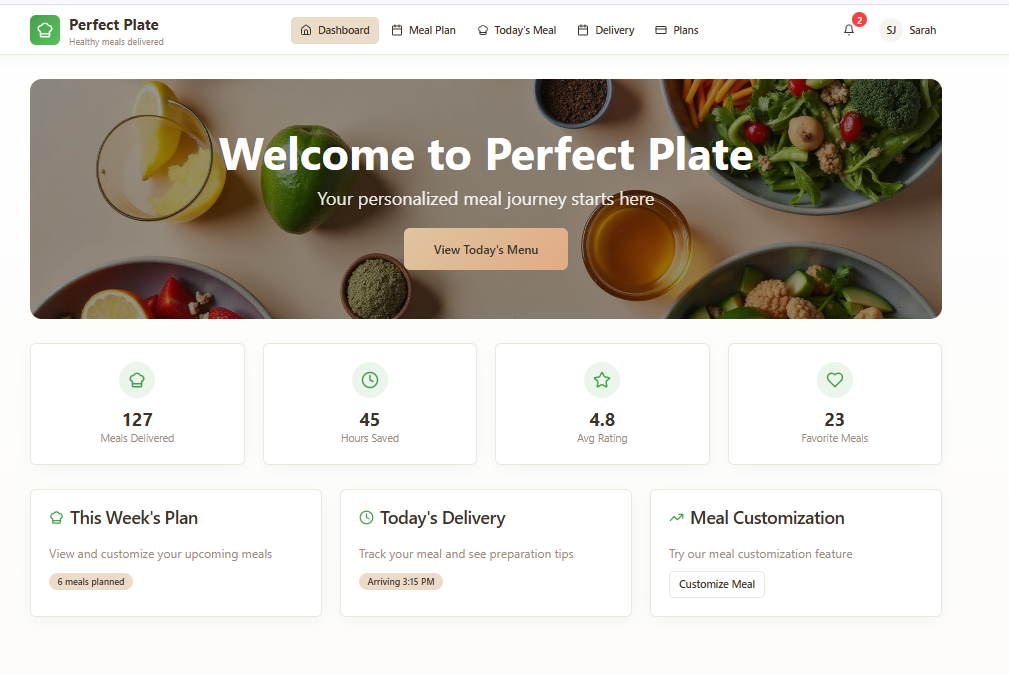 Perfect Plate
Healthy meals delivered
Dashboard
Meal Plan
Today's Meal
Delivery
Plans
2
SJ
Sarah
Welcome to Perfect Plate
Your personalized meal journey starts here
View Today's Menu
127
Meals Delivered
45
Hours Saved
4.8
Avg Rating
23
Favorite Meals
This Week's Plan
View and customize your upcoming meals
6 meals planned
Today's Delivery
Track your meal and see preparation tips
Arriving 3:15 PM
Meal Customization
Try our meal customization feature
Customize Meal